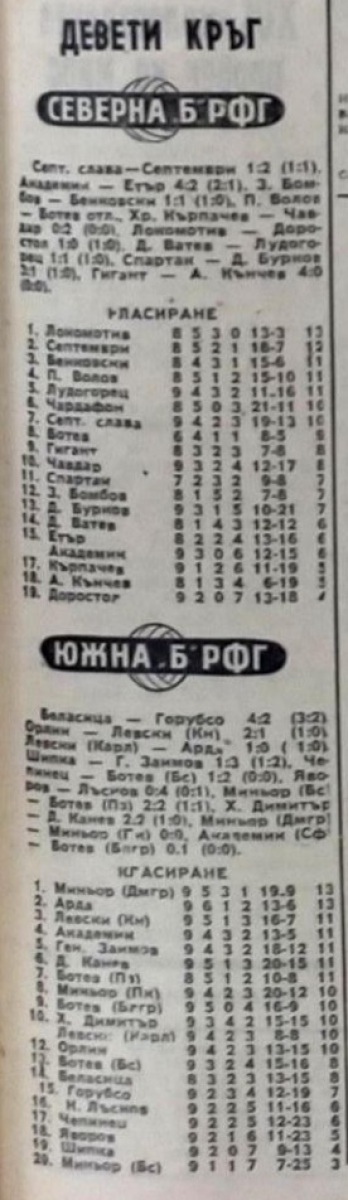 ДЕВЕТИ КРЪГ
СЕВЕРНА „Б" РФГ
Септ. слава — Септември 1:2 (1:1),
Академик — Етър 4:2 (2:1), З. Бом-
бов — Бенковски 1:1 (1:0), П. Волов
— Ботев отл., Хр. Кърпачев — Чав-
дар 0:2 (0:0), Локомотив — Доро-
стол 1:0 (1:0), Д. Ватев — Лудого-
рец 1:1 (1:0), Спартак — Д. Бурков
2:1 (1:0), Гигант — А. Кънчев 4:0
(0:0).
КЛАСИРАНЕ
1. Локомотив 8 5 3 0 13-3 13
2. Септември 8 5 2 1 18-7 12
3. Бенковски 8 4 3 1 15-6 11
4. П. Волов 8 5 1 2 15-10 11
5. Лудогорец 9 4 3 2 11-16 11
6. Чардафон 8 5 0 3 21-11 10
7. Септ. слава 9 4 2 3 19-13 10
8. Ботев 6 4 1 1 8-5 9
9. Гигант 8 3 2 3 7-8 8
10. Чавдар 9 3 2 4 12-17 8
11. Спартак 7 2 3 2 9-8 7
12. З. Бомбов 8 1 5 2 7-8 7
13. Д. Бурков 9 3 1 5 10-21 7
14. Д. Ватев 8 1 4 3 12-12 6
15. Етър 8 2 2 4 13-16 6
Академик 9 3 0 6 12-15 6
17. Кърпачев 9 1 2 6 11-19
18. А. Кънчев 8 1 3 4 6-19 5
19. Доростол 9 2 0 7 13-18 4
ЮЖНА „Б" РФГ
Беласица — Горубсо 4:2 (3:2)
Орлин — Левски (Кн) 2:1 (1:0)
Левски (Карл) — Арда 1:0 (1:0)
Шипка — Г. Заимов 1:3 (1:2), Че-
пинец — Ботев (Бс) 1:2 (0:0), Яво-
ров — Лъсков 0:4 (0:1), Миньор (Бс)
— Ботев (Пз) 2:2 (1:1), Х. Димитър
— Д. Канев 2:2 (1:0), Миньор (Дмгр)
— Миньор (Пк) 0:0, Академик (Сф)
— Ботев (Бггр) 0:1 (0:0).
КЛАСИРАНЕ
1. Миньор (Дмгр) 9 5 3 1 19-9 13
2. Арда 9 6 1 2 13-6 13
3. Левски (Кн) 9 5 1 3 16-7 11
4. Академик 9 4 3 2 13-5 11
5. Ген. Заимов 9 4 3 2 18-12 11
6. Д. Канев 9 5 1 3 20-15 11
7. Ботев (Пз) 8 5 1 2 10-8 11
8. Миньор (Пк) 9 4 2 3 20-12 10
9. Ботев (Бггр) 9 5 0 4 16-9 10
10. Х. Димитър 9 3 4 2 15-15 10
Левски (Карл) 9 4 2 3 8-8 10
12. Орлин 9 4 2 3 13-15 10
13. Ботев (Бс) 9 3 2 4 15-16 8
14. Беласица 8 3 2 3 13-15 8
15. Горубсо 9 2 3 4 12-19 7
16. Н. Лъсков 9 2 2 5 11-16 6
17. Чепинец 9 2 2 5 12-23 6
18. Яворов 9 2 1 6 11-23 5
19. Шипка 9 2 0 7 9-13 4
20. Миньор (Бс) 9 1 1 7 7-25 3